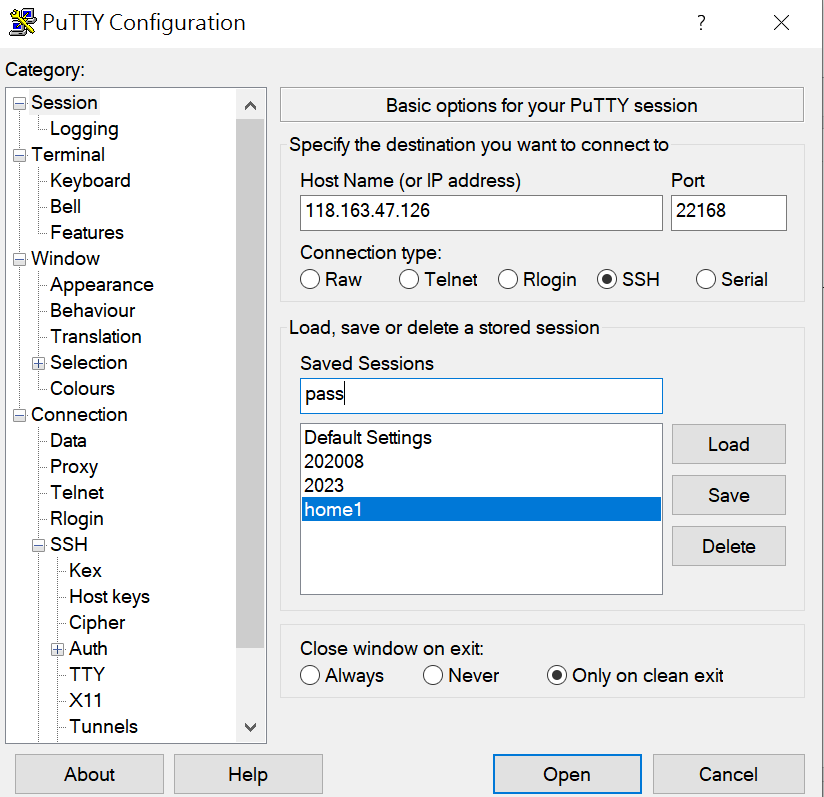 PuTTY Configuration
?
Category:
Session
Logging
Terminal
Keyboard
Bell
Features
Window
Appearance
Behaviour
Translation
Selection
Colours
Connection
Data
Proxy
Telnet
Rlogin
SSH
Kex
Host keys
Cipher
Auth
TTY
X11
Tunnels
Basic options for your PuTTY session
Specify the destination you want to connect to
Host Name (or IP address) Port
118.163.47.126 22168
Connection type:
Raw Telnet Rlogin SSH Serial
Load, save or delete a stored session
Saved Sessions
pass
Default Settings
202008
2023
home1
Load
Save
Delete
Close window on exit:
Always Never Only on clean exit
About Help Open Cancel